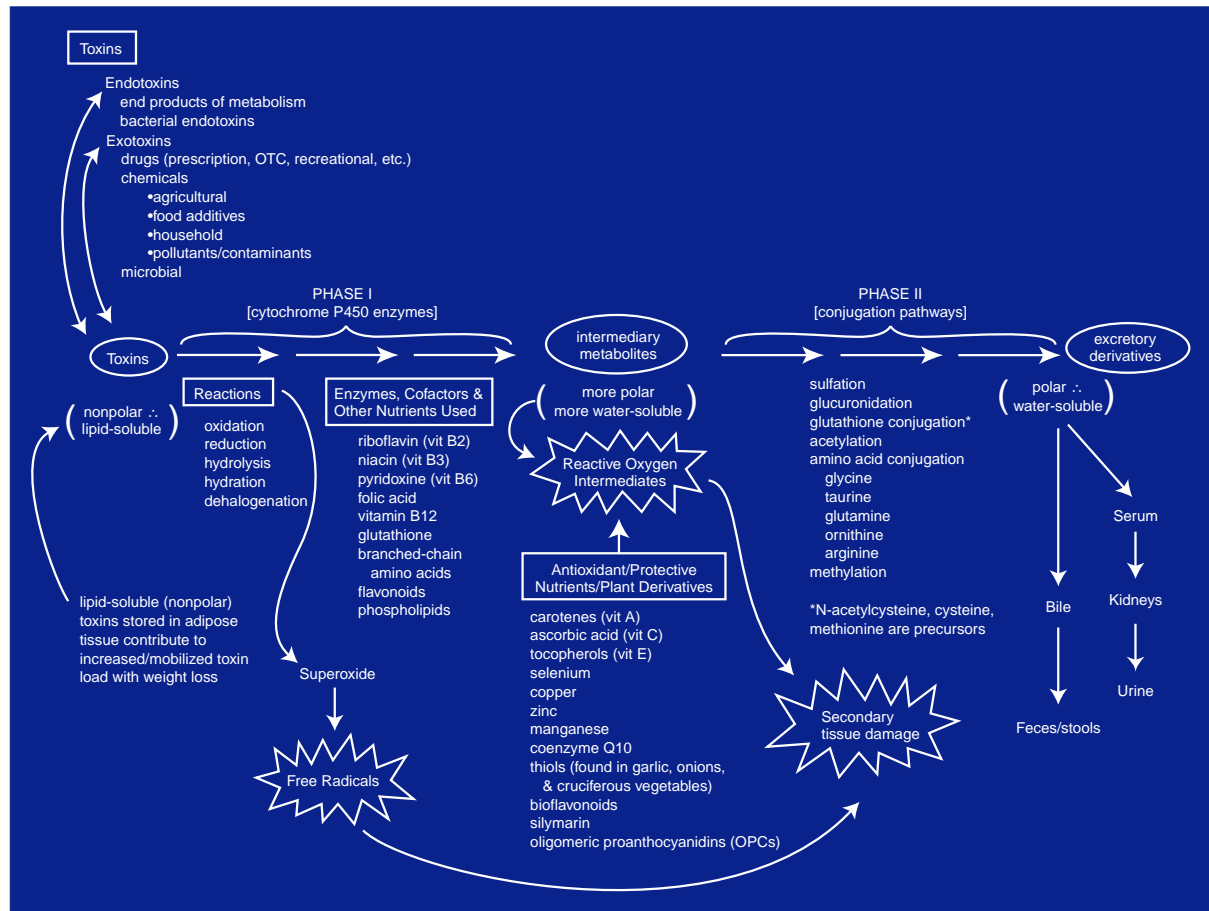 Toxins
Endotoxins
end products of metabolism
bacterial endotoxins
Exotoxins
drugs (prescription, OTC, recreational, etc.)
chemicals
•agricultural
•food additives
•household
•pollutants/contaminants
microbial
PHASE I
[cytochrome P450 enzymes]
PHASE II
[conjugation pathways]
Toxins
intermediary
metabolites
excretory
derivatives
(nonpolar ∴
lipid-soluble)
Reactions
oxidation
reduction
hydrolysis
hydration
dehalogenation
Enzymes, Cofactors &
Other Nutrients Used
riboflavin (vit B2)
niacin (vit B3)
pyridoxine (vit B6)
folic acid
vitamin B12
glutathione
branched-chain
amino acids
flavonoids
phospholipids
(more polar
more water-soluble)
Reactive Oxygen
Intermediates
Antioxidant/Protective
Nutrients/Plant Derivatives
carotenes (vit A)
ascorbic acid (vit C)
tocopherols (vit E)
selenium
copper
zinc
manganese
coenzyme Q10
thiols (found in garlic, onions,
& cruciferous vegetables)
bioflavonoids
silymarin
oligomeric proanthocyanidins (OPCs)
sulfation
glucuronidation
glutathione conjugation*
acetylation
amino acid conjugation
glycine
taurine
glutamine
ornithine
arginine
methylation
*N-acetylcysteine, cysteine,
methionine are precursors
(polar ∴
water-soluble)
Serum
Bile
Kidneys
Urine
Feces/stools
lipid-soluble (nonpolar)
toxins stored in adipose
tissue contribute to
increased/mobilized toxin
load with weight loss
Superoxide
Free Radicals
Secondary
tissue damage